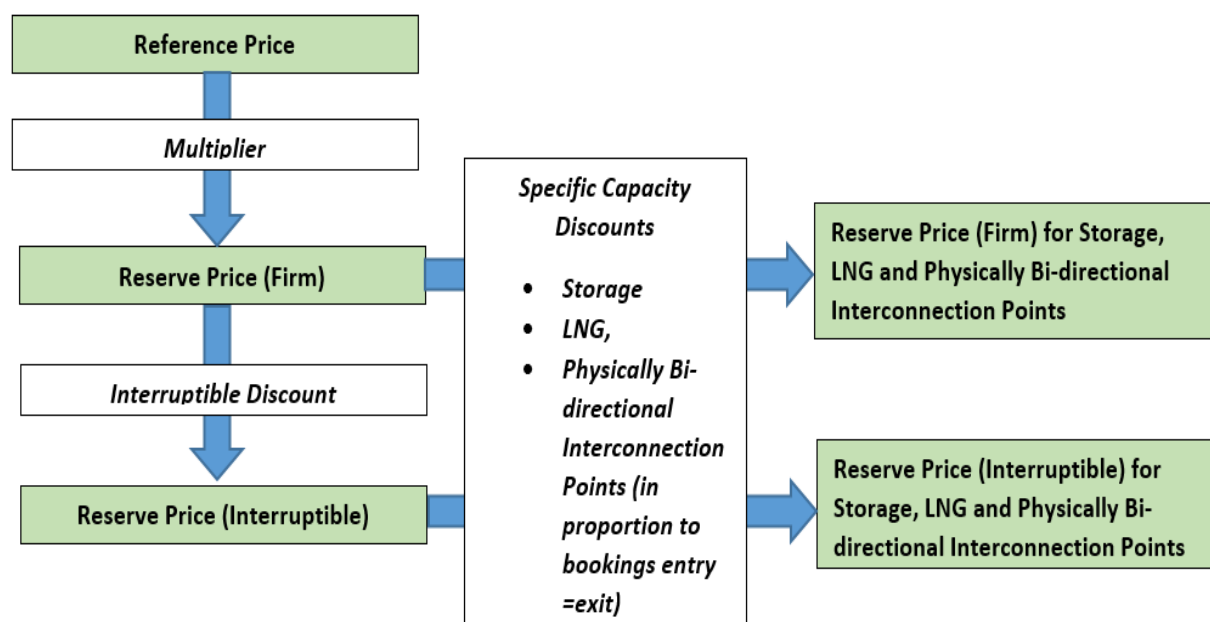 Reference Price
Multiplier
Reserve Price (Firm)
Interruptible Discount
Reserve Price (Interruptible)
Specific Capacity
Discounts
• Storage
• LNG,
• Physically Bi-
directional
Interconnection
Points (in
proportion to
bookings entry
=exit)
Reserve Price (Firm) for Storage,
LNG and Physically Bi-directional
Interconnection Points
Reserve Price (Interruptible) for
Storage, LNG and Physically Bi-
directional Interconnection Points